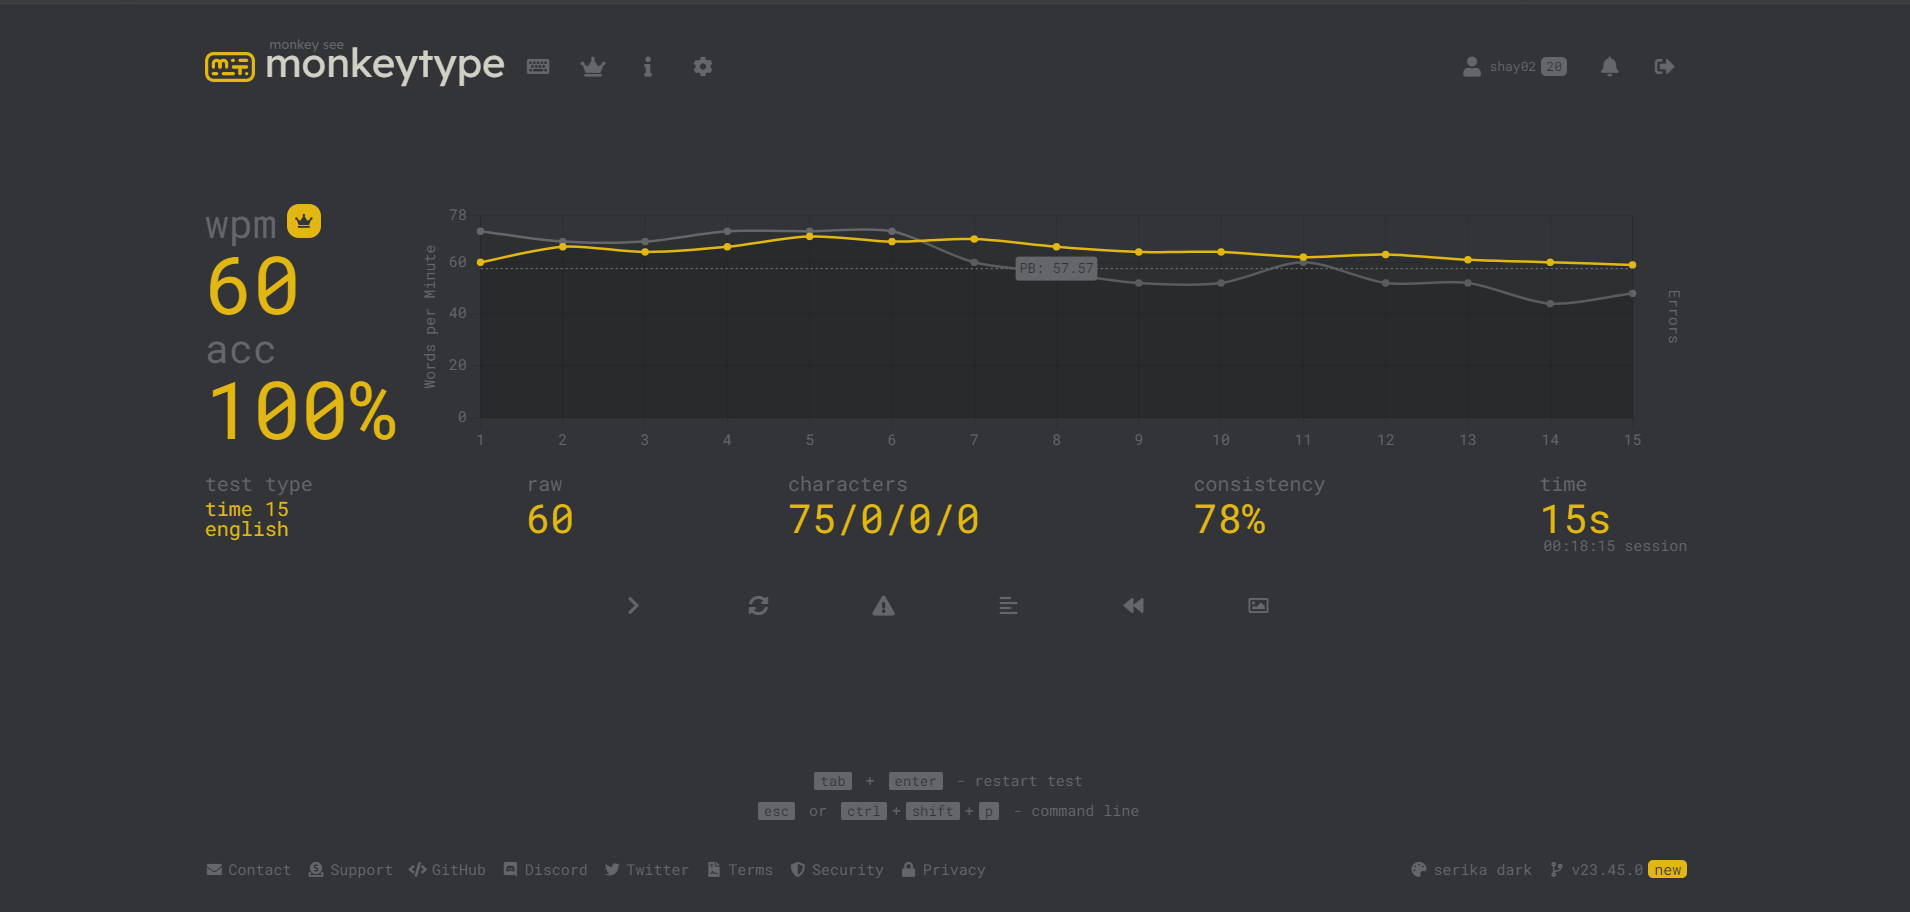 monkey see
monkeytype
shay02 20
wpm
60
acc
100%
78
60
40
20
0
Words per Minute
PB: 57.57
Errors
1 2 3 4 5 6 7 8 9 10 11 12 13 14 15
test type
time 15
english
raw
60
characters
75/0/0/0
consistency
78%
time
15s
00:18:15 session
tab + enter - restart test
esc or ctrl + shift + p - command line
Contact Support GitHub Discord Twitter Terms Security Privacy
serika dark v23.45.0 new